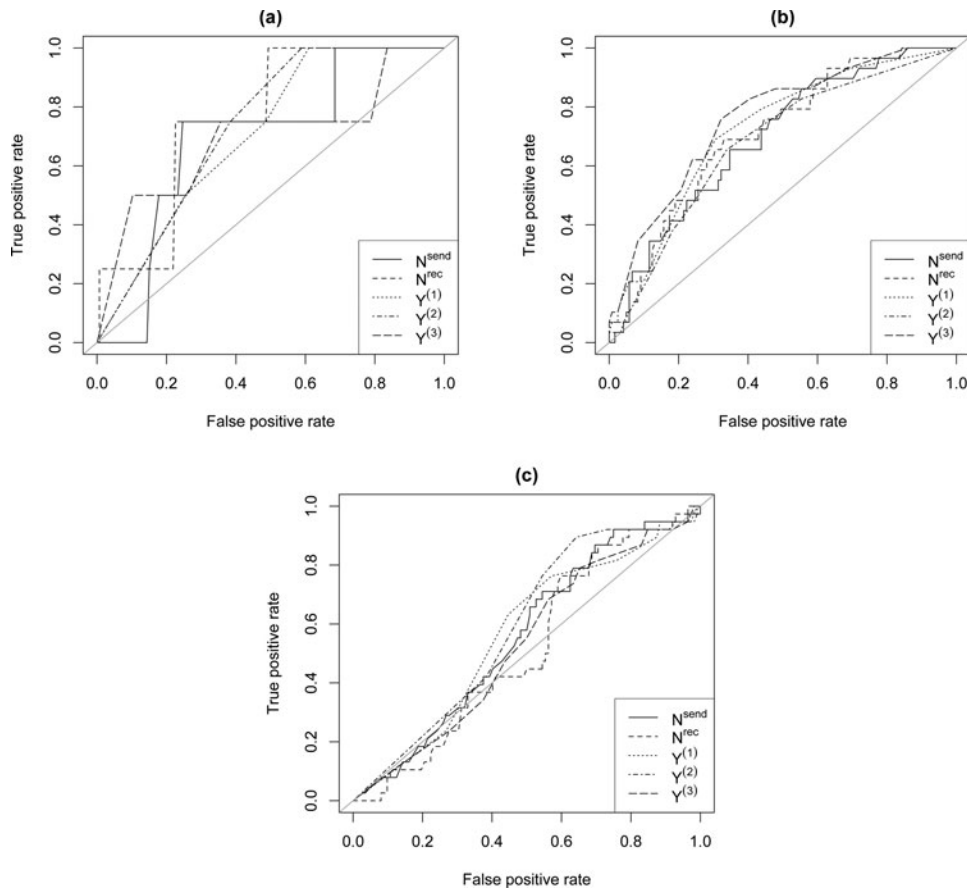 (a)
True positive rate
1.0
0.8
0.6
0.4
0.2
0.0
N^send
N^rec
Y^(1)
Y^(2)
Y^(3)
0.0 0.2 0.4 0.6 0.8 1.0
False positive rate
(b)
True positive rate
1.0
0.8
0.6
0.4
0.2
0.0
N^send
N^rec
Y^(1)
Y^(2)
Y^(3)
0.0 0.2 0.4 0.6 0.8 1.0
False positive rate
(c)
True positive rate
1.0
0.8
0.6
0.4
0.2
0.0
N^send
N^rec
Y^(1)
Y^(2)
Y^(3)
0.0 0.2 0.4 0.6 0.8 1.0
False positive rate